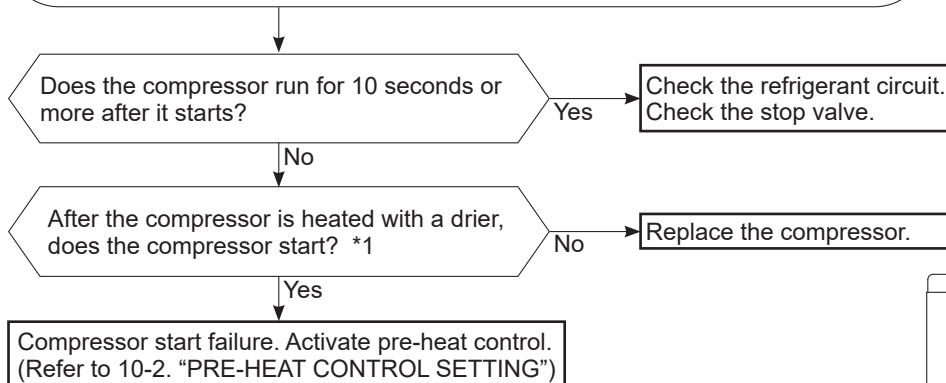 Does the compressor run for 10 seconds or
more after it starts?
Yes
Check the refrigerant circuit.
Check the stop valve.
No
After the compressor is heated with a drier,
does the compressor start? *1
No
Replace the compressor.
Yes
Compressor start failure. Activate pre-heat control.
(Refer to 10-2. “PRE-HEAT CONTROL SETTING”)